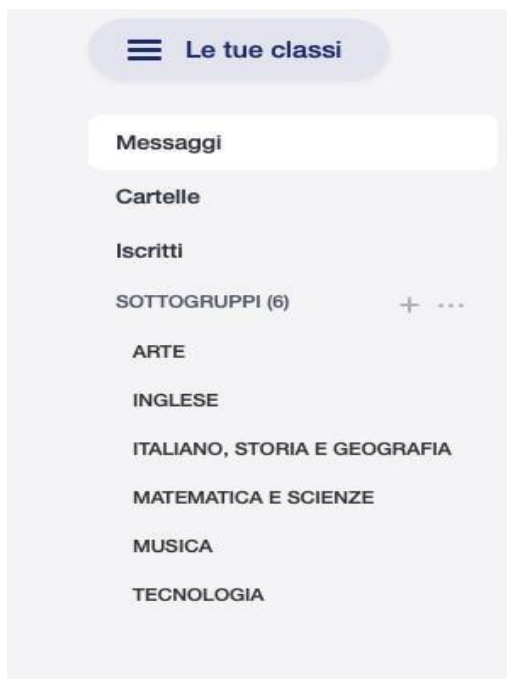 Le tue classi
Messaggi
Cartelle
Iscritti
SOTTOGRUPPI (6) + ...
ARTE
INGLESE
ITALIANO, STORIA E GEOGRAFIA
MATEMATICA E SCIENZE
MUSICA
TECNOLOGIA